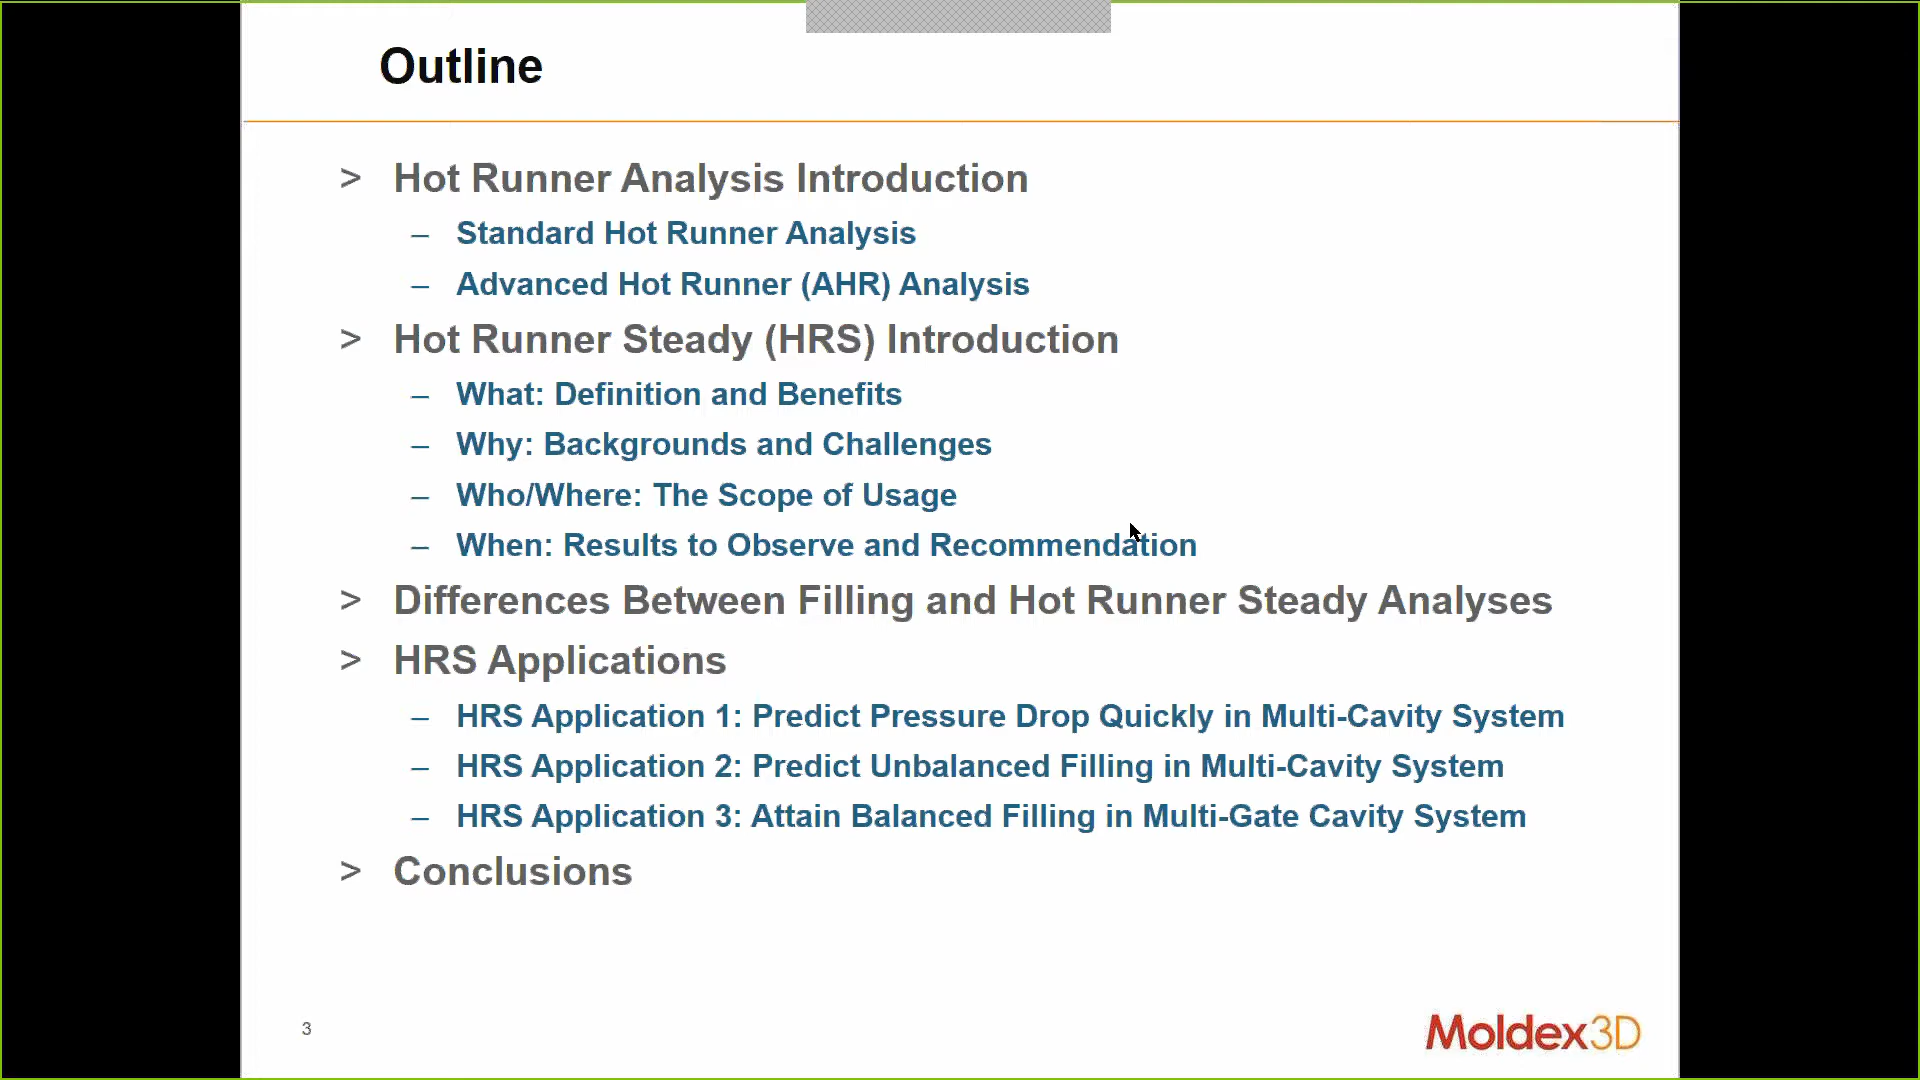 Outline
> Hot Runner Analysis Introduction
– Standard Hot Runner Analysis
– Advanced Hot Runner (AHR) Analysis
> Hot Runner Steady (HRS) Introduction
– What: Definition and Benefits
– Why: Backgrounds and Challenges
– Who/Where: The Scope of Usage
– When: Results to Observe and Recommendation
> Differences Between Filling and Hot Runner Steady Analyses
> HRS Applications
– HRS Application 1: Predict Pressure Drop Quickly in Multi-Cavity System
– HRS Application 2: Predict Unbalanced Filling in Multi-Cavity System
– HRS Application 3: Attain Balanced Filling in Multi-Gate Cavity System
> Conclusions
3
Moldex3D